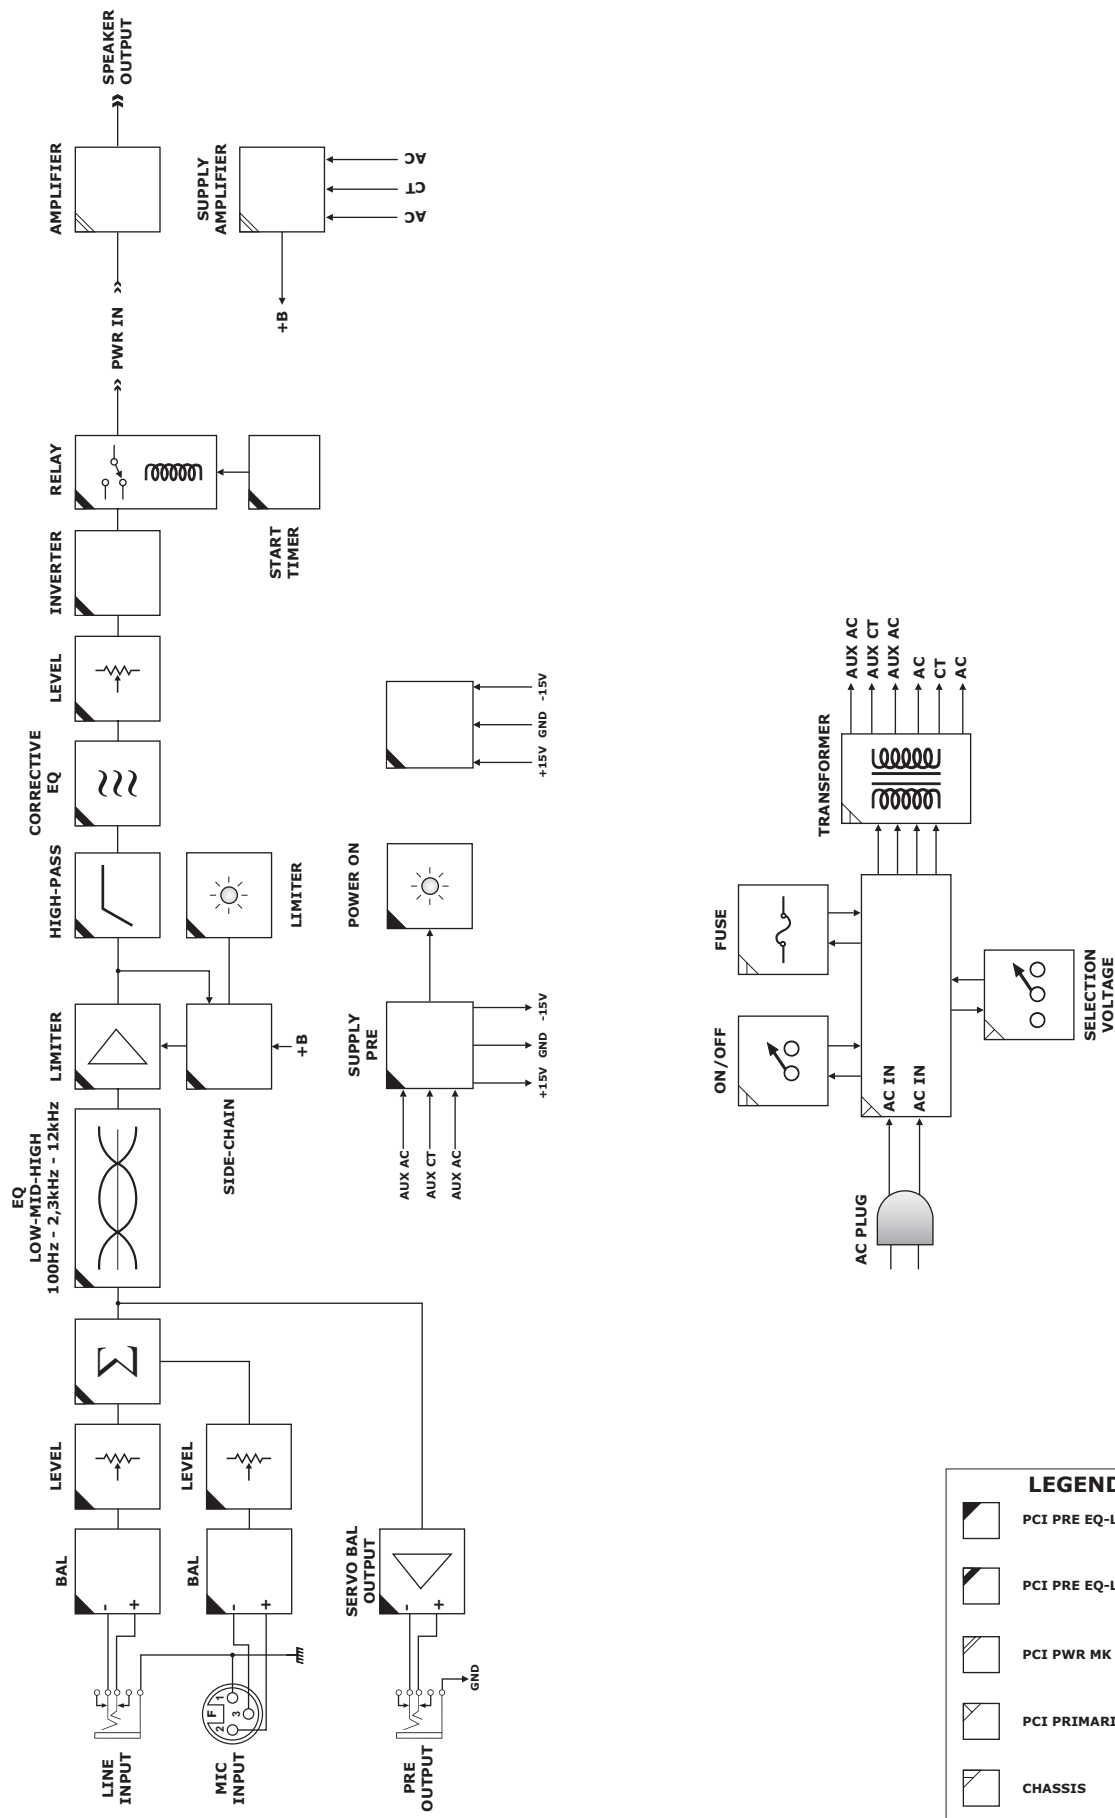 LINE
INPUT
MIC
INPUT
PRE
OUTPUT
F
1
2
3
GND
BAL
-
+
BAL
-
+
SERVO BAL
OUTPUT
-
+
LEVEL
LEVEL
Σ
EQ
LOW-MID-HIGH
100Hz - 2,3kHz - 12kHz
LIMITER
SIDE-CHAIN
+B
LIMITER
HIGH-PASS
CORRECTIVE
EQ
LEVEL
INVERTER
RELAY
START
TIMER
PWR IN
AMPLIFIER
SPEAKER
OUTPUT
SUPPLY
AMPLIFIER
+B
AC
CT
AC
AUX AC
AUX CT
AUX AC
SUPPLY
PRE
+15V
GND
-15V
POWER ON
+15V
GND
-15V
AC PLUG
AC IN
AC IN
ON/OFF
FUSE
SELECTION
VOLTAGE
TRANSFORMER
AUX AC
AUX CT
AUX AC
AC
CT
AC
LEGEND
PCI PRE EQ-L
PCI PRE EQ-L
PCI PWR MK
PCI PRIMARI
CHASSIS